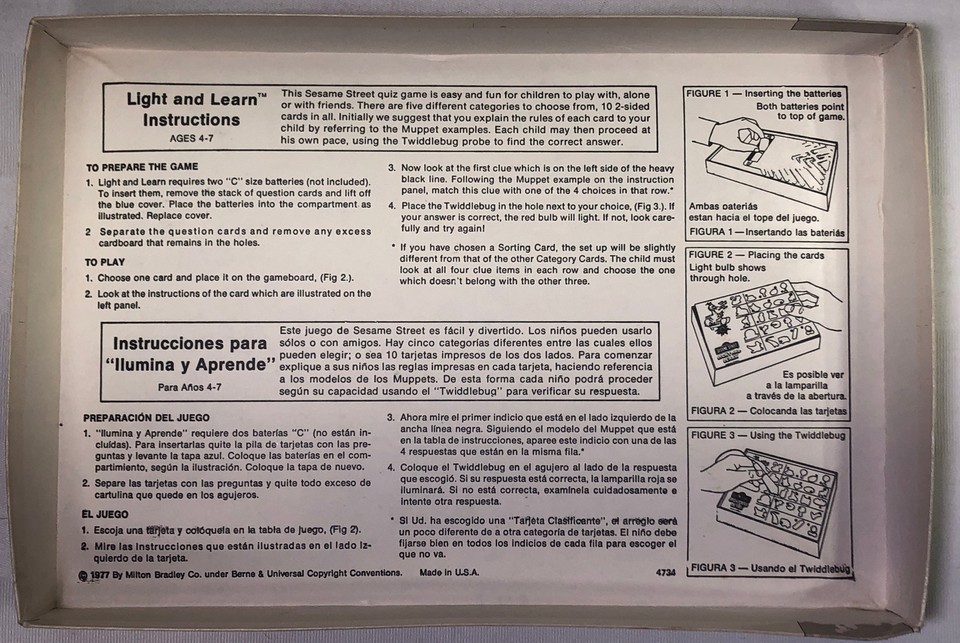 Light and Learn™
Instructions
AGES 4-7
This Sesame Street quiz game is easy and fun for children to play with, alone
or with friends. There are five different categories to choose from, 10 2-sided
cards in all. Initially we suggest that you explain the rules of each card to your
child by referring to the Muppet examples. Each child may then proceed at
his own pace, using the Twiddlebug probe to find the correct answer.
TO PREPARE THE GAME
1. Light and Learn requires two "C" size batteries (not included).
To insert them, remove the stack of question cards and lift off
the blue cover. Place the batteries into the compartment as
illustrated. Replace cover.
2 Separate the question cards and remove any excess
cardboard that remains in the holes.
TO PLAY
1. Choose one card and place it on the gameboard, (Fig 2.).
2. Look at the instructions of the card which are illustrated on the
left panel.
3. Now look at the first clue which is on the left side of the heavy
black line. Following the Muppet example on the instruction
panel, match this clue with one of the 4 choices in that row.*
4. Place the Twiddlebug in the hole next to your choice, (Fig 3.). If
your answer is correct, the red bulb will light. If not, look care-
fully and try again!
* If you have chosen a Sorting Card, the set up will be slightly
different from that of the other Category Cards. The child must
look at all four clue items in each row and choose the one
which doesn't belong with the other three.
Instrucciones para
"Ilumina y Aprende"
Para Años 4-7
Este juego de Sesame Street es fácil y divertido. Los niños pueden usarlo
sólos o con amigos. Hay cinco categorías diferentes entre las cuales ellos
pueden elegir; o sea 10 tarjetas impresos de los dos lados. Para comenzar
explique a sus niños las reglas impresas en cada tarjeta, haciendo referencia
a los modelos de los Muppets. De esta forma cada niño podrá proceder
según su capacidad usando el "Twiddlebug" para verificar su respuesta.
PREPARACIÓN DEL JUEGO
1. "Ilumina y Aprende" requiere dos baterías "C" (no están in-
cluídas). Para insertarlas quite la pila de tarjetas con las pre-
guntas y levante la tapa azul. Coloque las baterías en el com-
partimiento, según la ilustración. Coloque la tapa de nuevo.
2. Separe las tarjetas con las preguntas y quite todo exceso de
cartulina que quede en los agujeros.
EL JUEGO
1. Escoja una tarjeta y colóquela en la tabla de juego, (Fig 2).
2. Mire las instrucciones que están ilustradas en el lado iz-
quierdo de la tarjeta.
3. Ahora mire el primer indicio que está en el lado izquierdo de la
ancha línea negra. Siguiendo el modelo del Muppet que está
en la tabla de instrucciones, aparee este indicio con una de las
4 respuestas que están en la misma fila.*
4. Coloque el Twiddlebug en el agujero al lado de la respuesta
que escogió. Si su respuesta está correcta, la lamparilla roja se
iluminará. Si no está correcta, examínela cuidadosamente e
intente otra respuesta.
* Si Ud. ha escogido una "Tarjeta Clasificante", el arreglo será
un poco diferente de a otra categoría de tarjetas. El niño debe
fijarse bien en todos los indicios de cada fila para escoger el
que no va.
© 1977 By Milton Bradley Co. under Berne & Universal Copyright Conventions. Made in U.S.A. 4734
FIGURE 1 — Inserting the batteries
Both batteries point
to top of game.
Ambas bateriás
estan hacia el tope del juego.
FIGURA 1 — Insertando las bateriás
FIGURE 2 — Placing the cards
Light bulb shows
through hole.
Es posible ver
a la lamparilla
a través de la abertura.
FIGURA 2 — Colocanda las tarjetas
FIGURE 3 — Using the Twiddlebug
FIGURA 3 — Usando el Twiddlebug